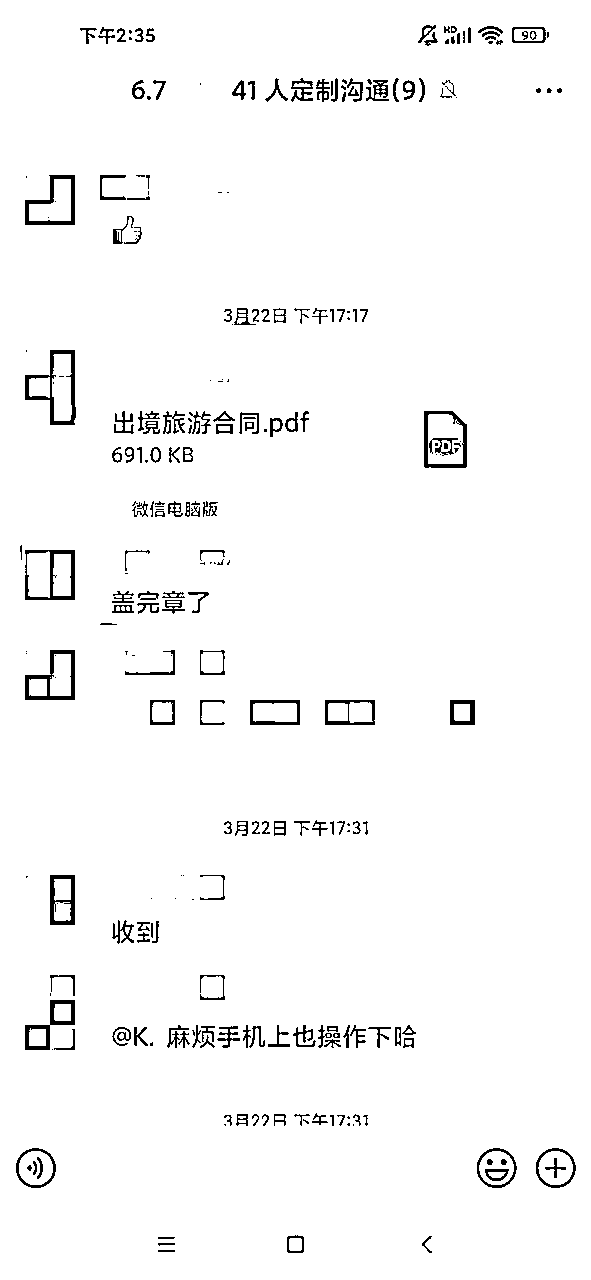 下午2:35
HD
90
6.7 41人定制沟通(9)
3月22日 下午17:17
出境旅游合同.pdf
PDF
691.0 KB
微信电脑版
盖完章了
3月22日 下午17:31
收到
@K. 麻烦手机上也操作下哈
3月22日 下午17:31